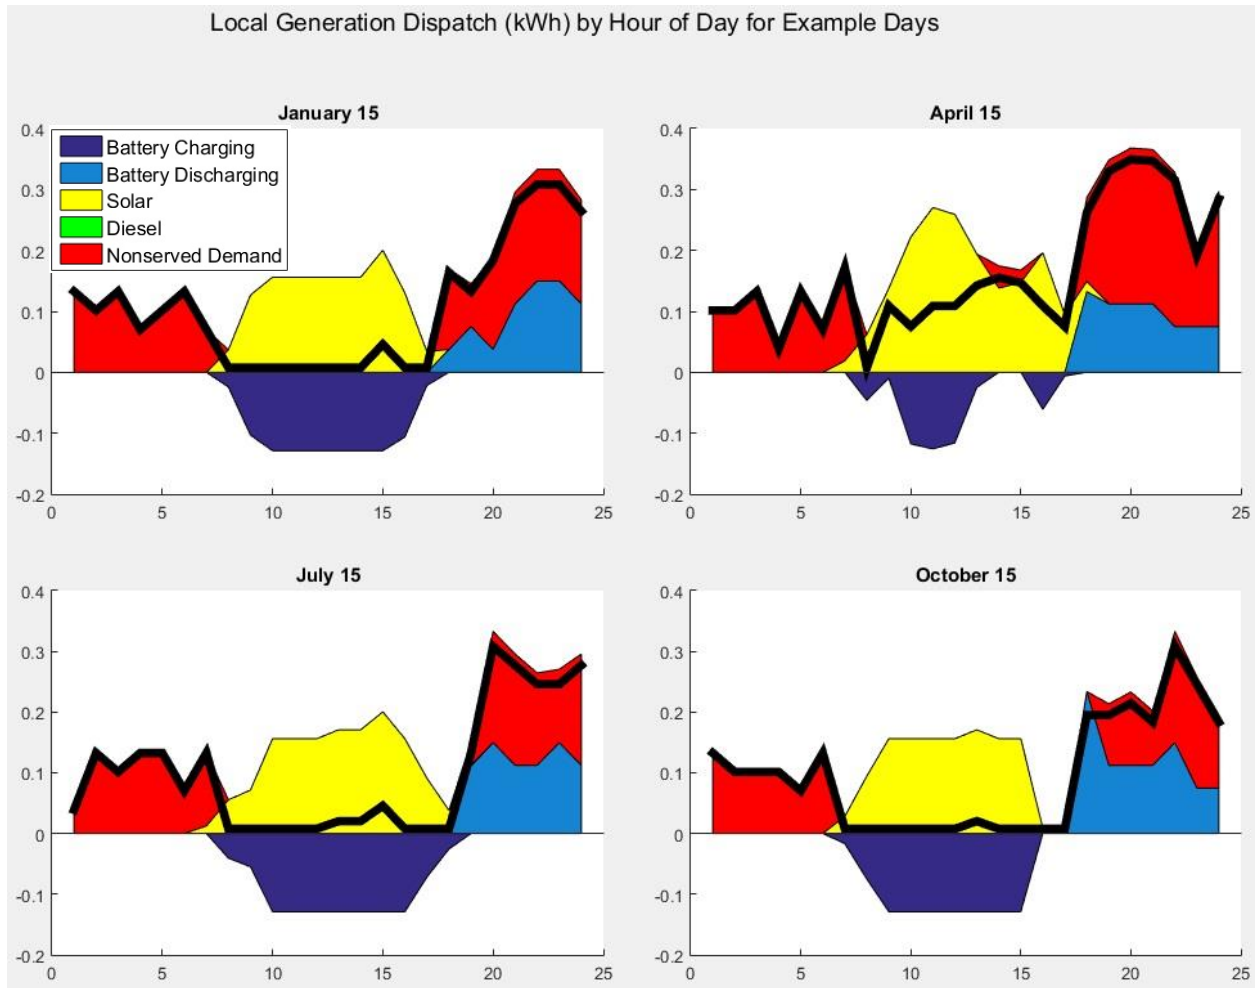 Local Generation Dispatch (kWh) by Hour of Day for Example Days
January 15
0.4
0.3
0.2
0.1
0
-0.1
-0.2
0 5 10 15 20 25
Battery Charging
Battery Discharging
Solar
Diesel
Nonserved Demand
April 15
0.4
0.3
0.2
0.1
0
-0.1
-0.2
0 5 10 15 20 25
July 15
0.4
0.3
0.2
0.1
0
-0.1
-0.2
0 5 10 15 20 25
October 15
0.4
0.3
0.2
0.1
0
-0.1
-0.2
0 5 10 15 20 25